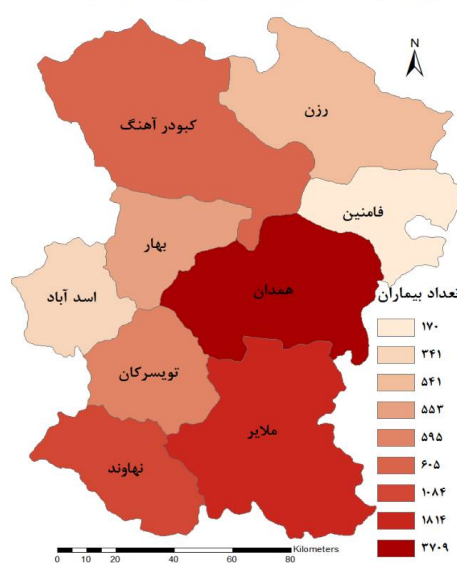 N
رزن
کبودر آهنگ
فامنین
بهار
همدان
اسد آباد
تویسرکان
ملایر
نهاوند
تعداد بیماران
۱۷۰
۳۴۱
۵۴۱
۵۵۳
۵۹۵
۶۰۵
۱۰۸۴
۱۸۱۴
۳۷۰۹
Kilometers
0 5 10 20 40 60 80